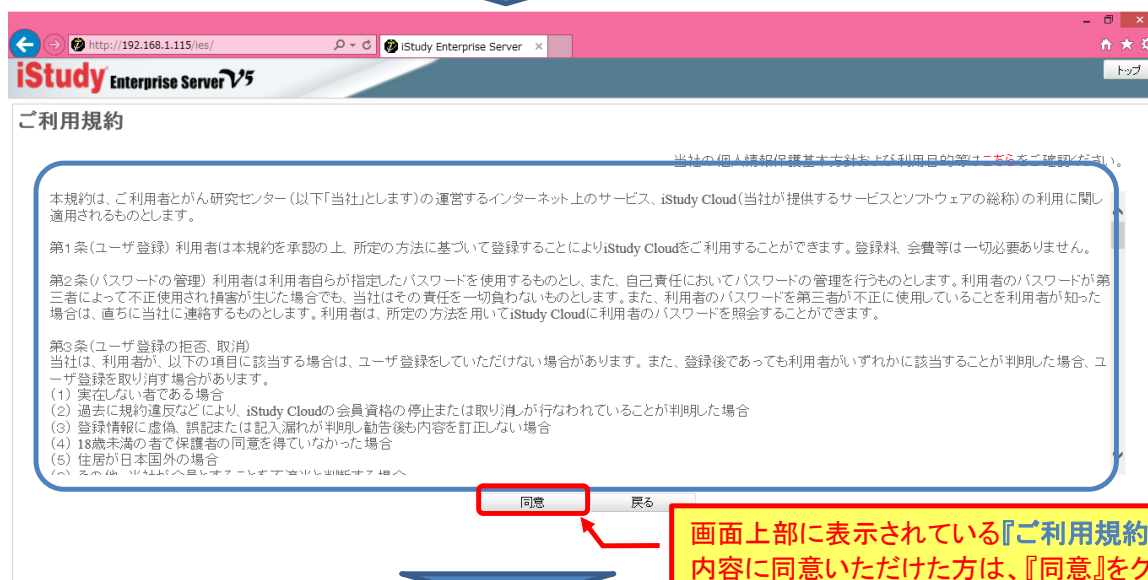 http://192.168.1.115/ies/
iStudy Enterprise Server
iStudy Enterprise Server V5
トップ
ご利用規約
当社の個人情報保護基本方針および利用目的等はこちらをご確認ください。
本規約は、ご利用者とがん研究センター(以下「当社」とします)の運営するインターネット上のサービス、iStudy Cloud(当社が提供するサービスとソフトウェアの総称)の利用に関し
適用されるものとします。
第1条(ユーザ登録) 利用者は本規約を承認の上、所定の方法に基づいて登録することによりiStudy Cloudをご利用することができます。登録料、会費等は一切必要ありません。
第2条(パスワードの管理) 利用者は利用者自らが指定したパスワードを使用するものとし、また、自己責任においてパスワードの管理を行うものとします。利用者のパスワードが第
三者によって不正使用され損害が生じた場合でも、当社はその責任を一切負わないものとします。また、利用者のパスワードを第三者が不正に使用していることを利用者が知った
場合は、直ちに当社に連絡するものとします。利用者は、所定の方法を用いてiStudy Cloudに利用者のパスワードを照会することができます。
第3条(ユーザ登録の拒否、取消)
当社は、利用者が、以下の項目に該当する場合は、ユーザ登録をしていただけない場合があります。また、登録後であっても利用者がいずれかに該当することが判明した場合、ユ
ーザ登録を取り消す場合があります。
(1) 実在しない者である場合
(2) 過去に規約違反などにより、iStudy Cloudの会員資格の停止または取り消しが行なわれていることが判明した場合
(3) 登録情報に虚偽、誤記または記入漏れが判明し勧告後も内容を訂正しない場合
(4) 18歳未満の者で保護者の同意を得ていなかった場合
(5) 住居が日本国外の場合
(6) その他、当社が会員とすることを不適当と判断する場合
同意 戻る
画面上部に表示されている『ご利用規約
内容に同意いただけた方は、『同意』をク